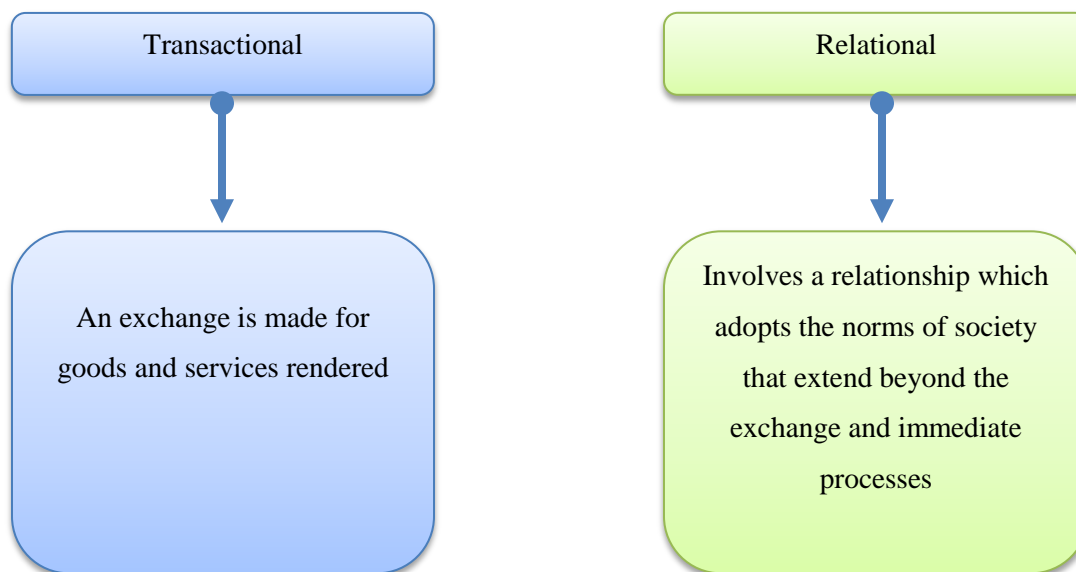 Transactional
An exchange is made for
goods and services rendered
Relational
Involves a relationship which
adopts the norms of society
that extend beyond the
exchange and immediate
processes